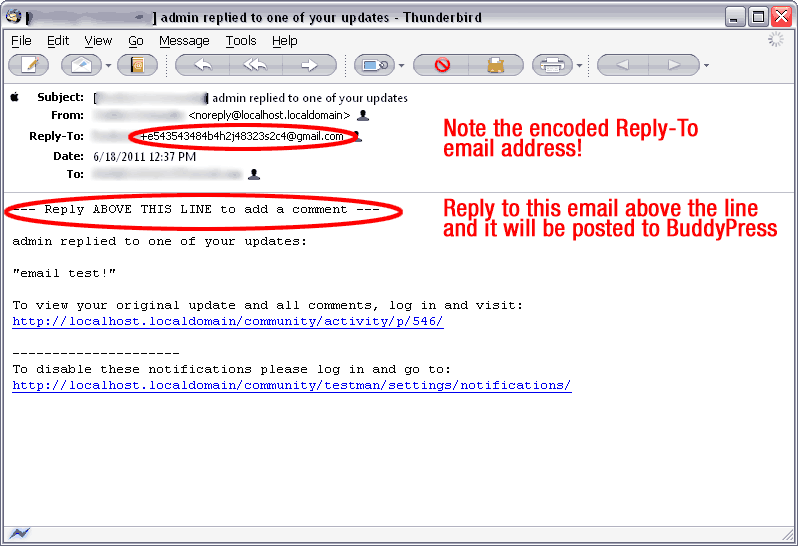 [ ] admin replied to one of your updates - Thunderbird
File Edit View Go Message Tools Help
Subject: [ ] admin replied to one of your updates
From: <noreply@localhost.localdomain>
Reply-To: +e543543484b4h2j48323s2c4@gmail.com
Note the encoded Reply-To
email address!
Date: 6/18/2011 12:37 PM
To:
--- Reply ABOVE THIS LINE to add a comment ---
Reply to this email above the line
and it will be posted to BuddyPress
admin replied to one of your updates:
"email test!"
To view your original update and all comments, log in and visit:
http://localhost.localdomain/community/activity/p/546/
---------------------
To disable these notifications please log in and go to:
http://localhost.localdomain/community/testman/settings/notifications/